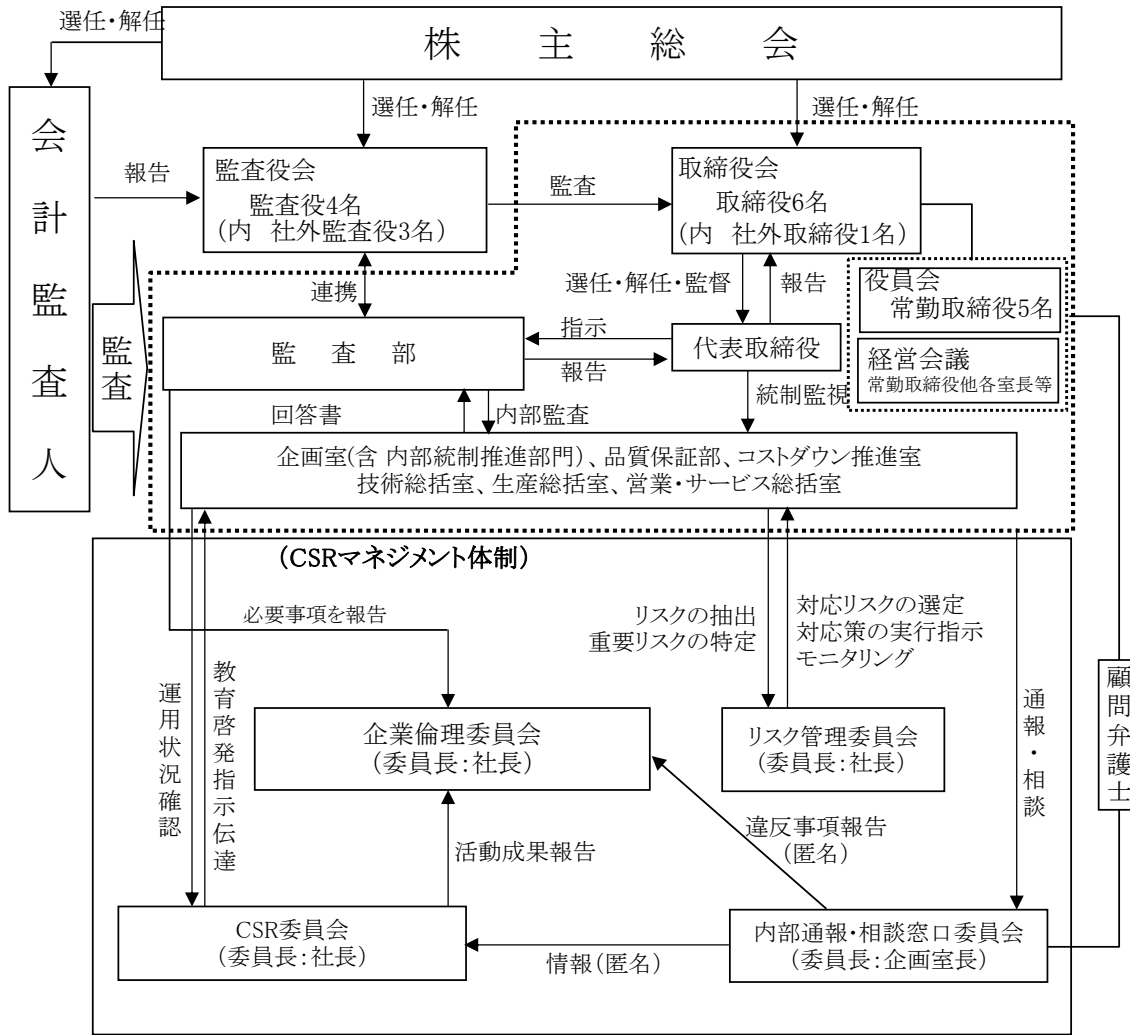 選任・解任
株主総会
選任・解任
選任・解任
会計監査人
報告
監査役会
監査役4名
(内　社外監査役3名)
監査
取締役会
取締役6名
(内　社外取締役1名)
選任・解任・監督
報告
役員会
常勤取締役5名
経営会議
常勤取締役他各室長等
連携
監査
監査部
指示
報告
代表取締役
統制監視
回答書
内部監査
企画室(含 内部統制推進部門)、品質保証部、コストダウン推進室
技術総括室、生産総括室、営業・サービス総括室
(CSRマネジメント体制)
必要事項を報告
リスクの抽出
重要リスクの特定
対応リスクの選定
対応策の実行指示
モニタリング
運用状況確認
教育啓発指示伝達
通報・相談
顧問弁護士
企業倫理委員会
(委員長:社長)
リスク管理委員会
(委員長:社長)
活動成果報告
違反事項報告
(匿名)
CSR委員会
(委員長:社長)
情報(匿名)
内部通報・相談窓口委員会
(委員長:企画室長)